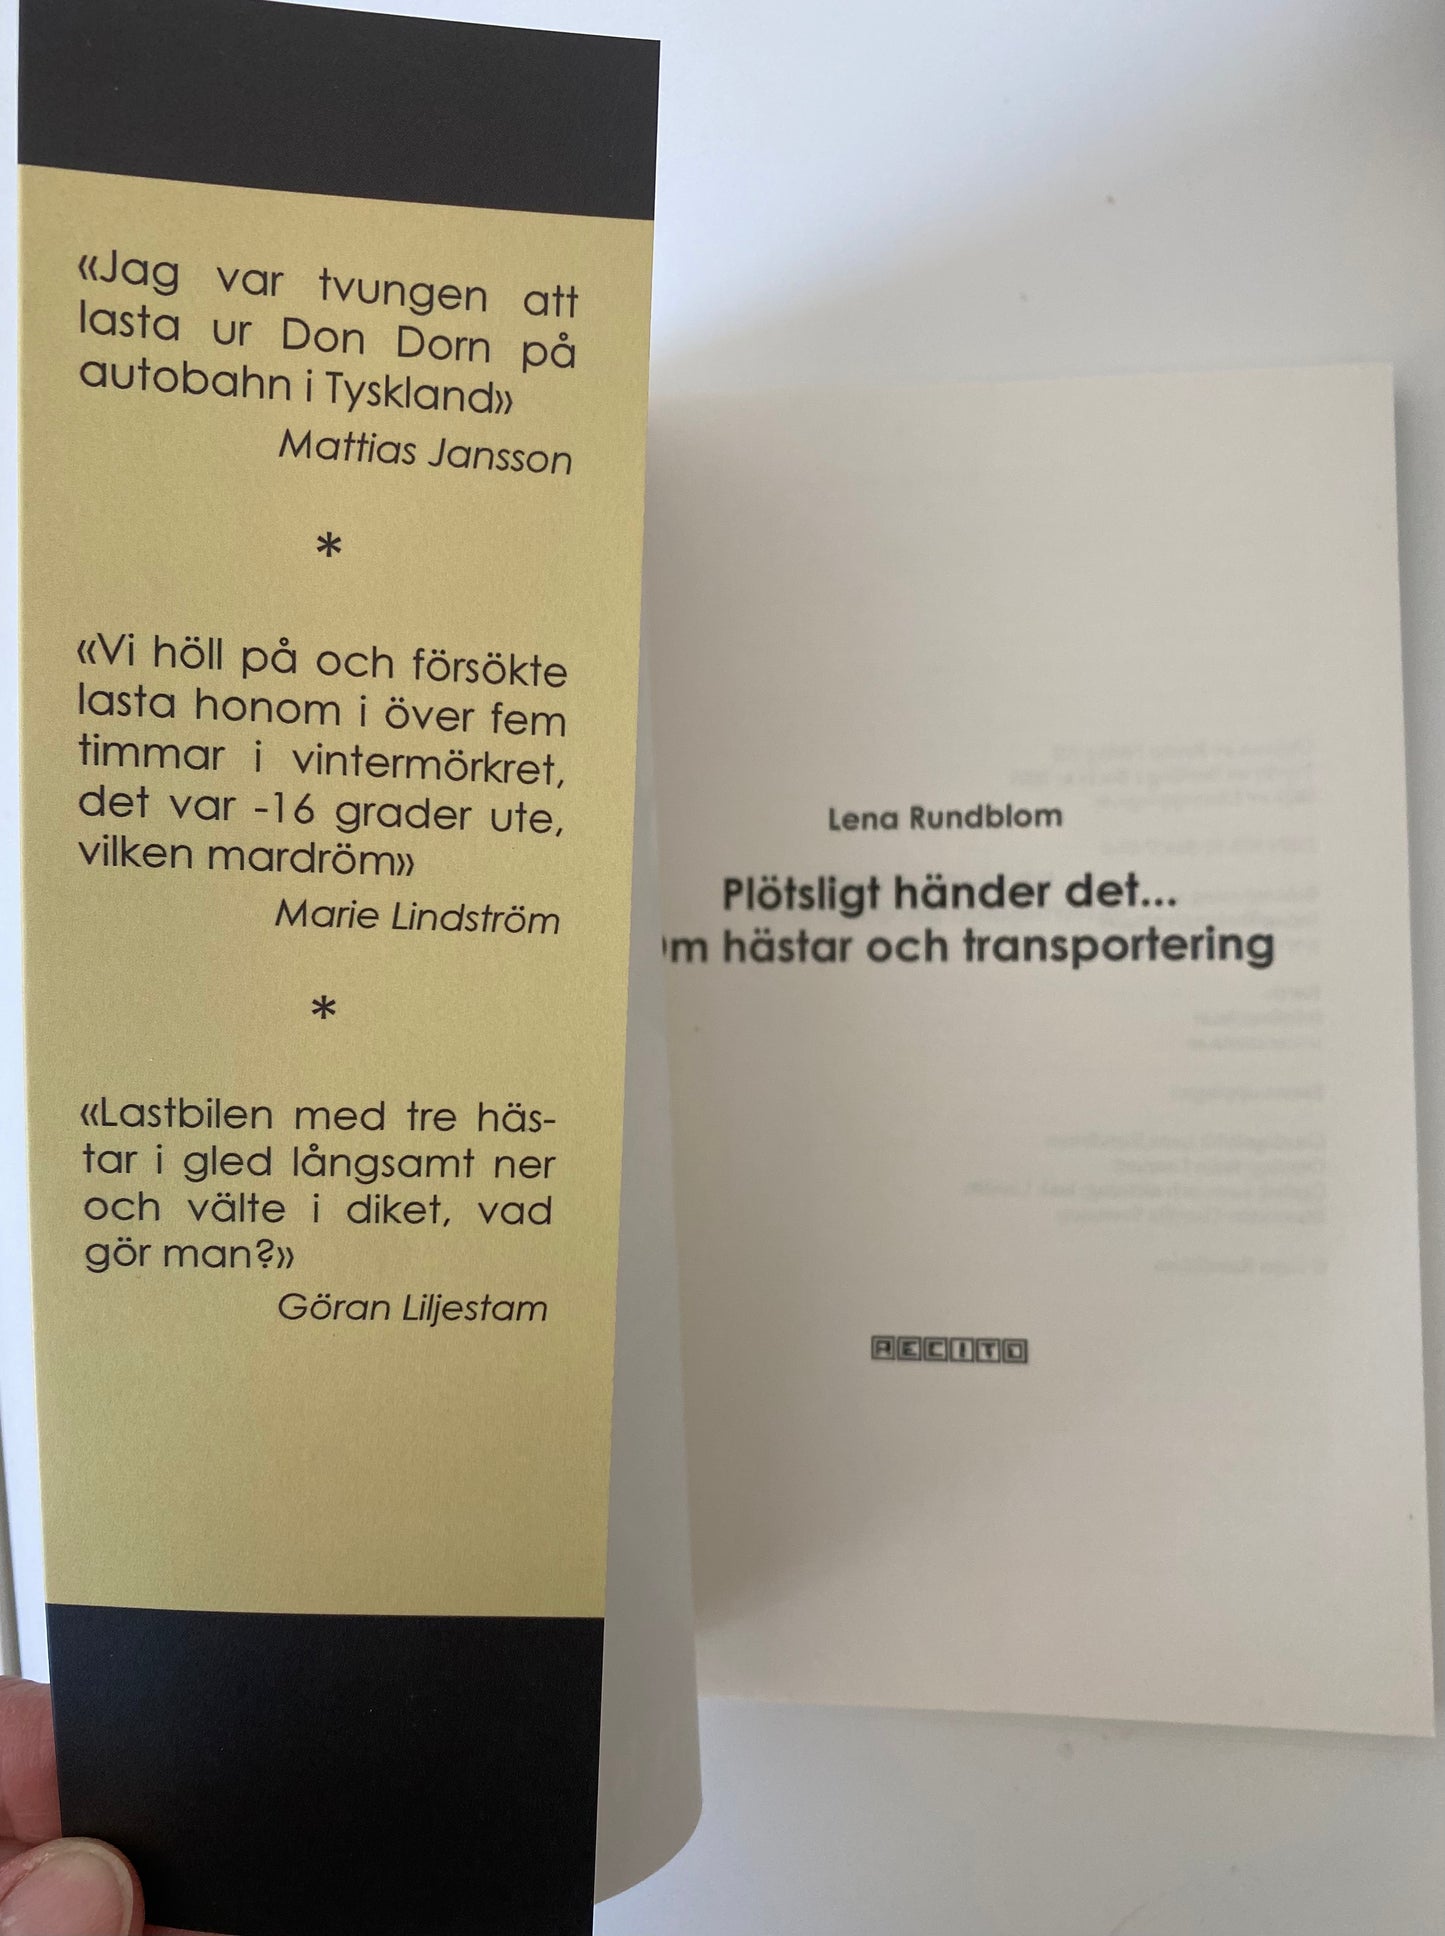 «Jag var tvungen att
lasta ur Don Dorn på
autobahn i Tyskland»
Mattias Jansson
*
«Vi höll på och försökte
lasta honom i över fem
timmar i vintermörkret,
det var -16 grader ute,
vilken mardröm»
Marie Lindström
*
«Lastbilen med tre häs-
tar i gled långsamt ner
och välte i diket, vad
gör man?»
Göran Liljestam
Lena Rundblom
Plötsligt händer det...
m hästar och transportering
RECITO